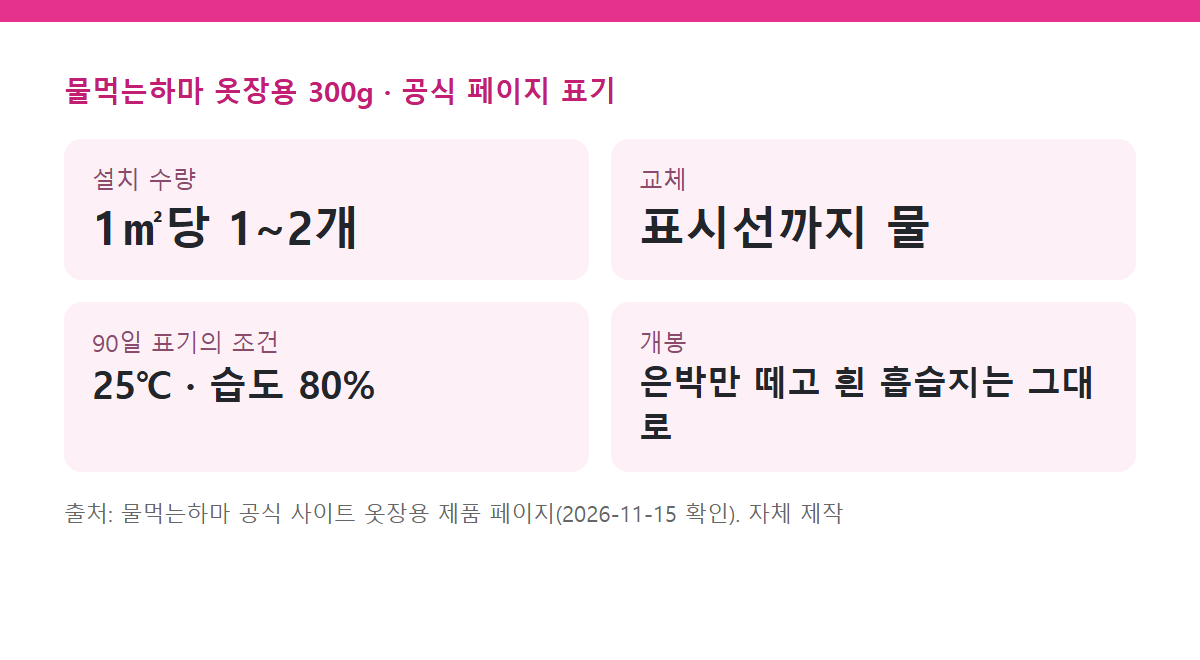 물먹는하마 옷장용 300g · 공식 페이지 표기
설치 수량
1㎡당 1~2개
교체
표시선까지 물
90일 표기의 조건
25℃ · 습도 80%
개봉
은박만 떼고 흰 흡습지는 그대
로
출처: 물먹는하마 공식 사이트 옷장용 제품 페이지(2026-11-15 확인). 자체 제작